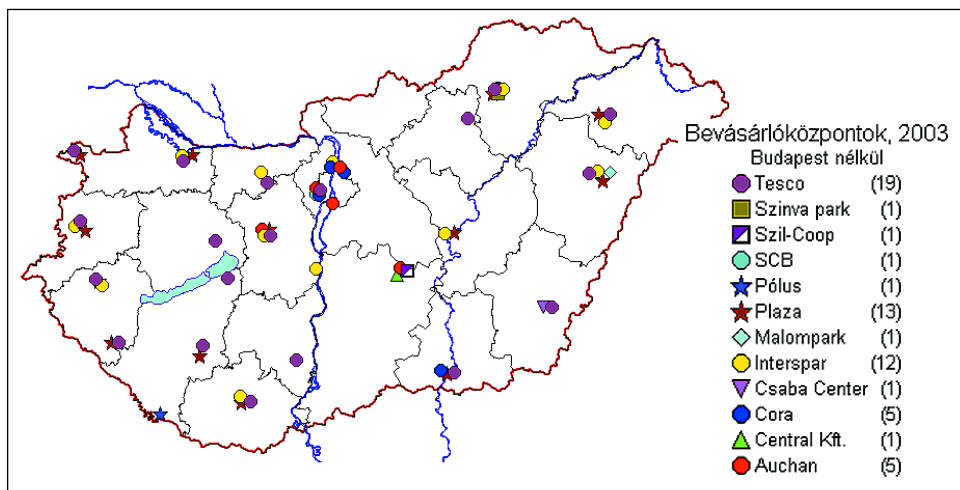 Bevásárlóközpontok, 2003
Budapest nélkül
Tesco (19)
Szinva park (1)
Szil-Coop (1)
SCB (1)
Pólus (1)
Plaza (13)
Malompark (1)
Interspar (12)
Csaba Center (1)
Cora (5)
Central Kft. (1)
Auchan (5)